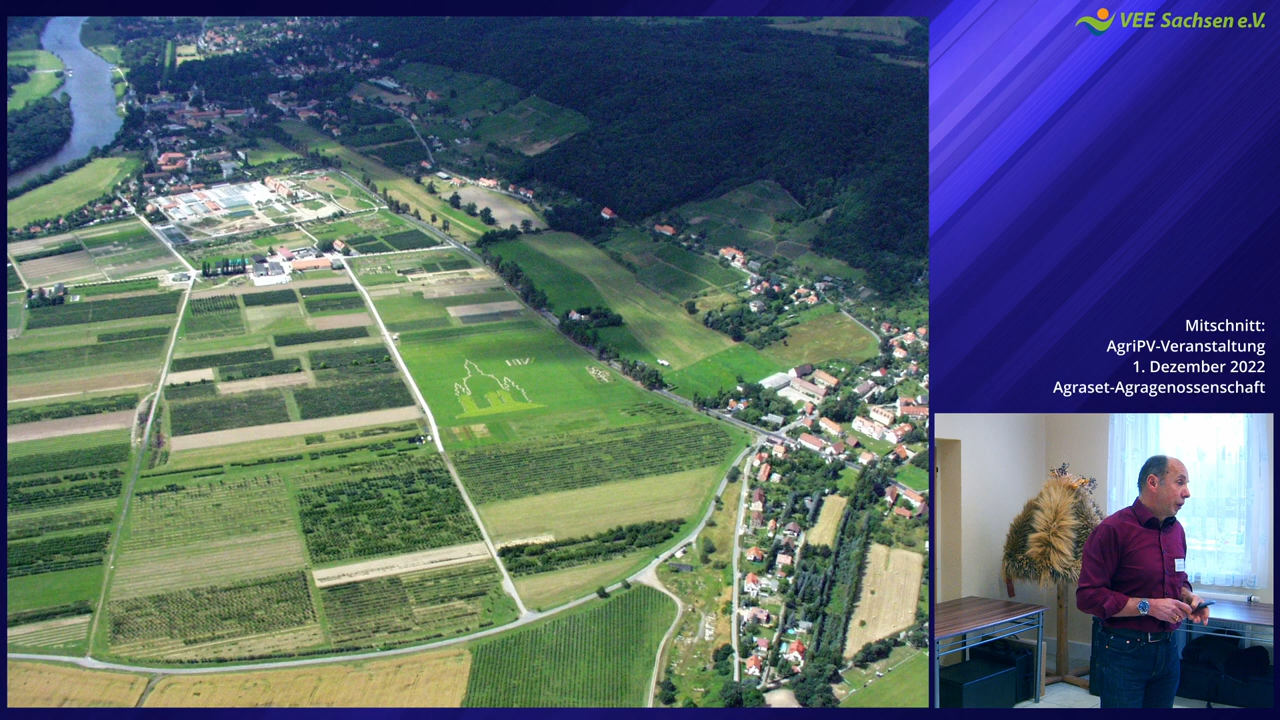 VEE Sachsen e.V.
Mitschnitt:
AgriPV-Veranstaltung
1. Dezember 2022
Agraset-Agragenossenschaft